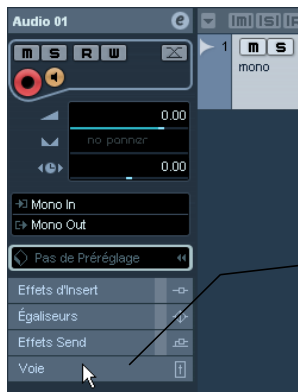 Audio 01 e
M S R W
0.00
no panner
0.00
Mono In
Mono Out
Pas de Préréglage
Effets d'Insert
Égaliseurs
Effets Send
Voie
M S
1 M S
mono